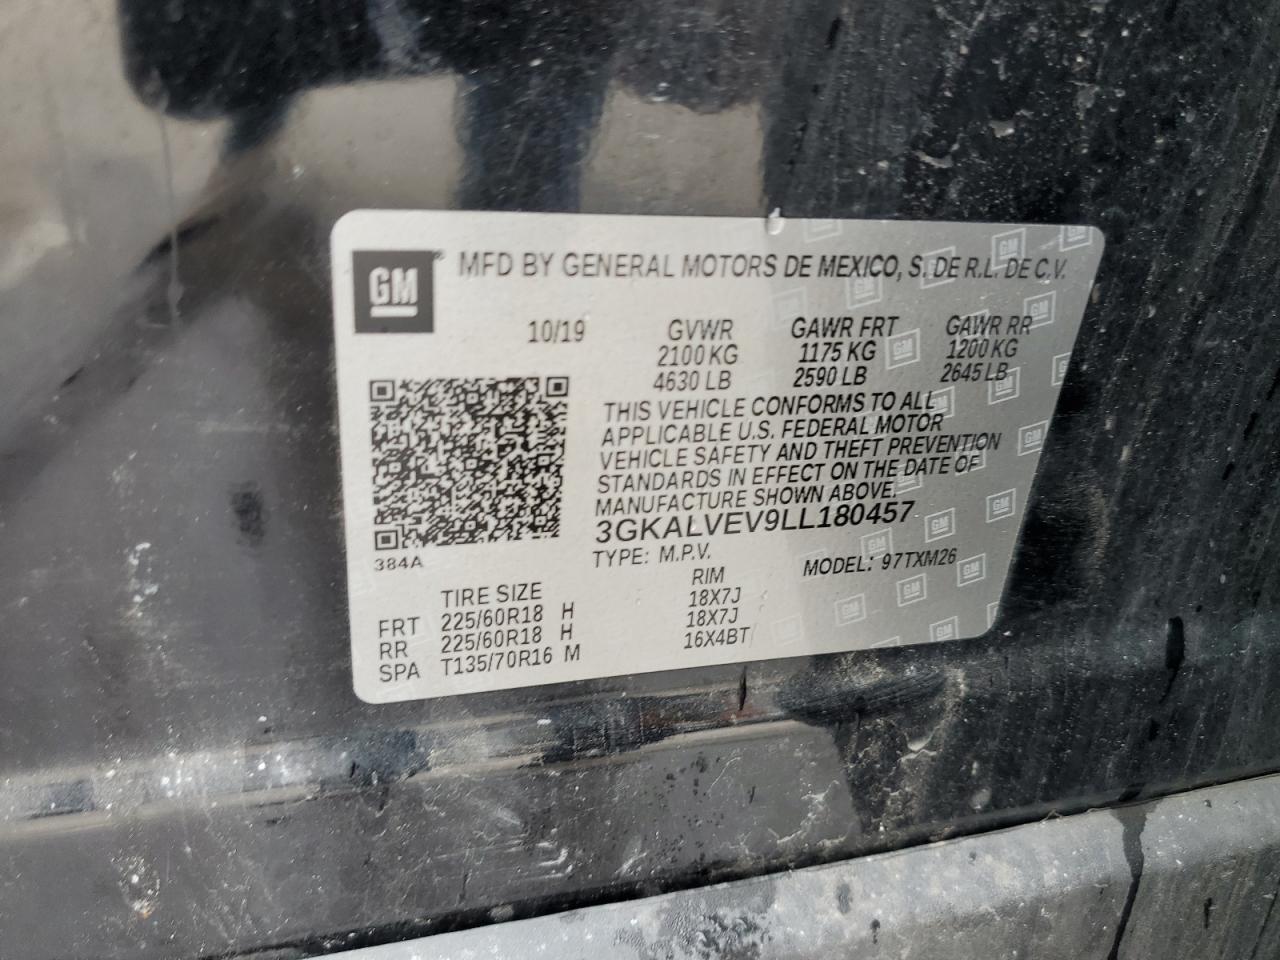 GM® MFD BY GENERAL MOTORS DE MEXICO, S. DE R.L. DE C.V.
10/19 GVWR GAWR FRT GAWR RR
2100 KG 1175 KG 1200 KG
4630 LB 2590 LB 2645 LB
THIS VEHICLE CONFORMS TO ALL
APPLICABLE U.S. FEDERAL MOTOR
VEHICLE SAFETY AND THEFT PREVENTION
STANDARDS IN EFFECT ON THE DATE OF
MANUFACTURE SHOWN ABOVE.
3GKALVEV9LL180457
384A
TYPE: M.P.V. MODEL: 97TXM26
TIRE SIZE RIM
FRT 225/60R18 H 18X7J
RR 225/60R18 H 18X7J
SPA T135/70R16 M 16X4BT